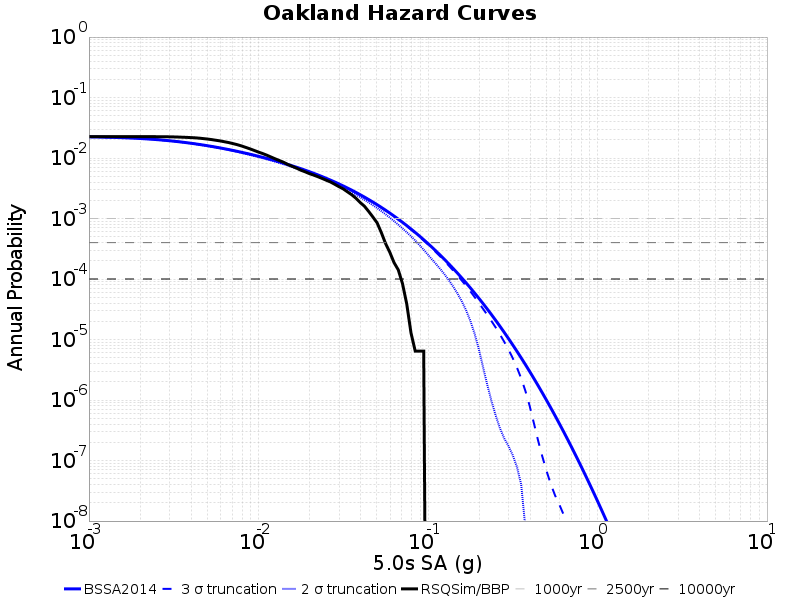 Oakland Hazard Curves
10^0
10^-1
10^-2
10^-3
10^-4
10^-5
10^-6
10^-7
10^-8
Annual Probability
10^-3 10^-2 10^-1 10^0 10^1
5.0s SA (g)
BSSA2014 3 σ truncation 2 σ truncation RSQSim/BBP 1000yr 2500yr 10000yr